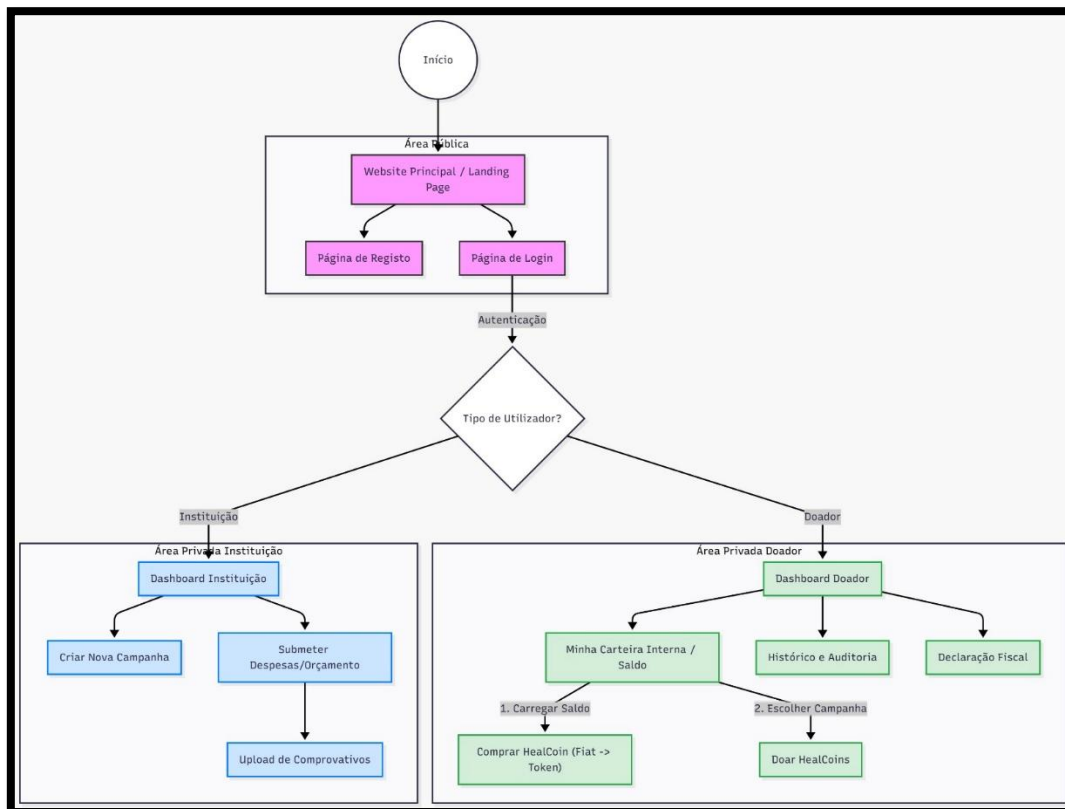 Início
Área Pública
Website Principal / Landing
Page
Página de Registo
Página de Login
Autenticação
Tipo de Utilizador?
Instituição
Doador
Área Privada Instituição
Dashboard Instituição
Criar Nova Campanha
Submeter
Despesas/Orçamento
Upload de Comprovativos
Área Privada Doador
Dashboard Doador
Minha Carteira Interna /
Saldo
Histórico e Auditoria
Declaração Fiscal
1. Carregar Saldo
2. Escolher Campanha
Comprar HealCoin (Fiat ->
Token)
Doar HealCoins